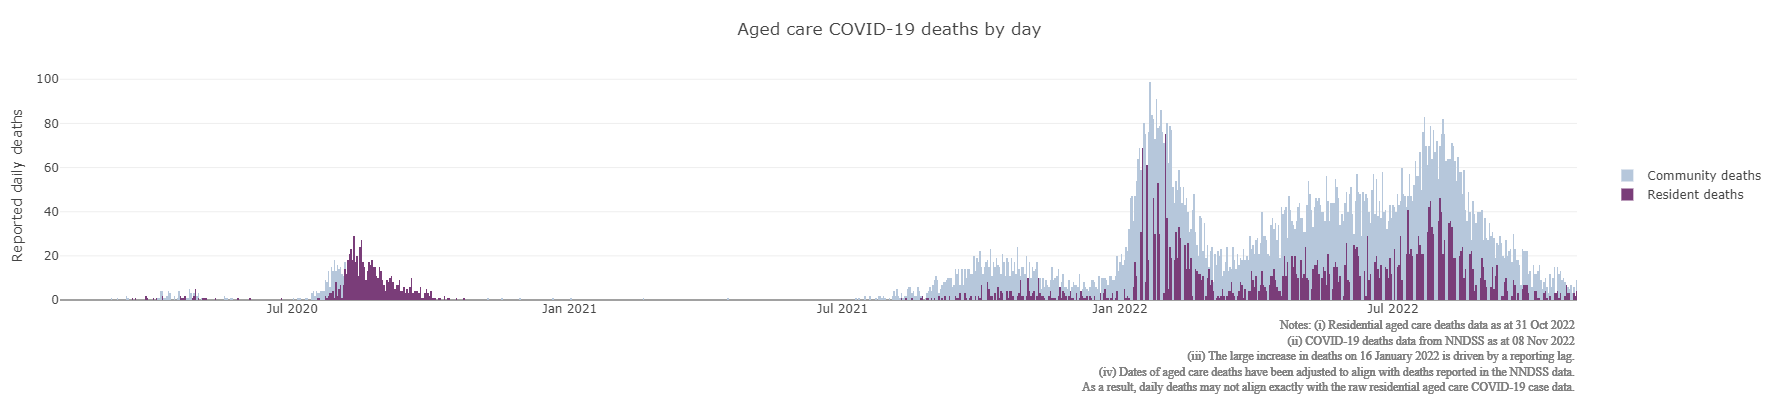 Aged care COVID-19 deaths by day
Reported daily deaths
100
80
60
40
20
0
Jul 2020
Jan 2021
Jul 2021
Jan 2022
Jul 2022
Community deaths
Resident deaths
Notes: (i) Residential aged care deaths data as at 31 Oct 2022
(ii) COVID-19 deaths data from NNDSS as at 08 Nov 2022
(iii) The large increase in deaths on 16 January 2022 is driven by a reporting lag.
(iv) Dates of aged care deaths have been adjusted to align with deaths reported in the NNDSS data.
As a result, daily deaths may not align exactly with the raw residential aged care COVID-19 case data.